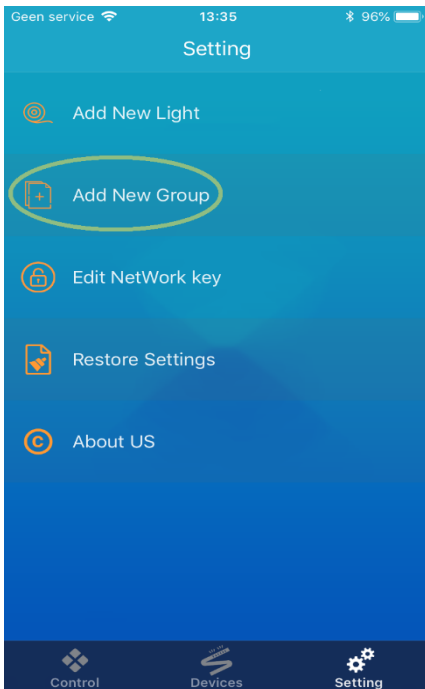 Geen service 13:35 96%
Setting
Add New Light
Add New Group
Edit NetWork key
Restore Settings
About US
Control Devices Setting